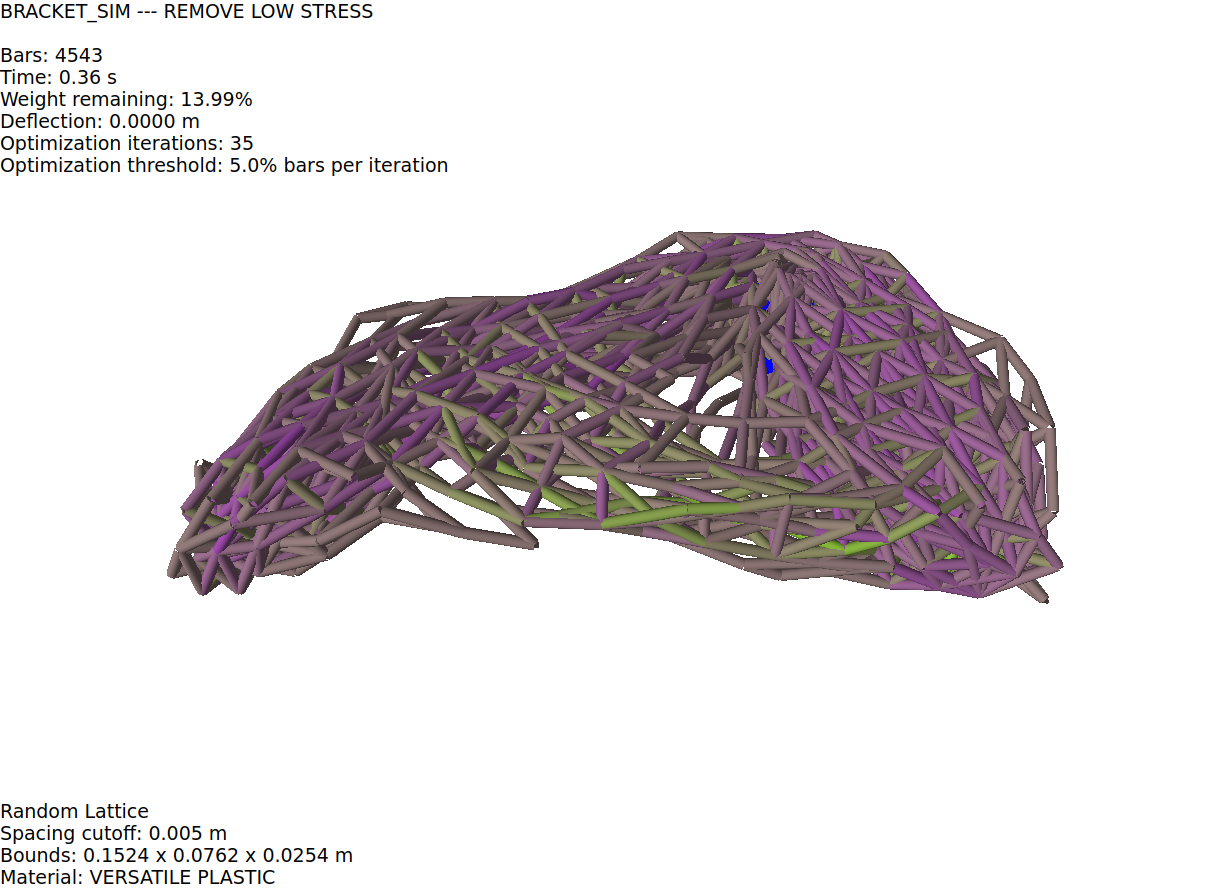 BRACKET_SIM --- REMOVE LOW STRESS
Bars: 4543
Time: 0.36 s
Weight remaining: 13.99%
Deflection: 0.0000 m
Optimization iterations: 35
Optimization threshold: 5.0% bars per iteration
Random Lattice
Spacing cutoff: 0.005 m
Bounds: 0.1524 x 0.0762 x 0.0254 m
Material: VERSATILE PLASTIC